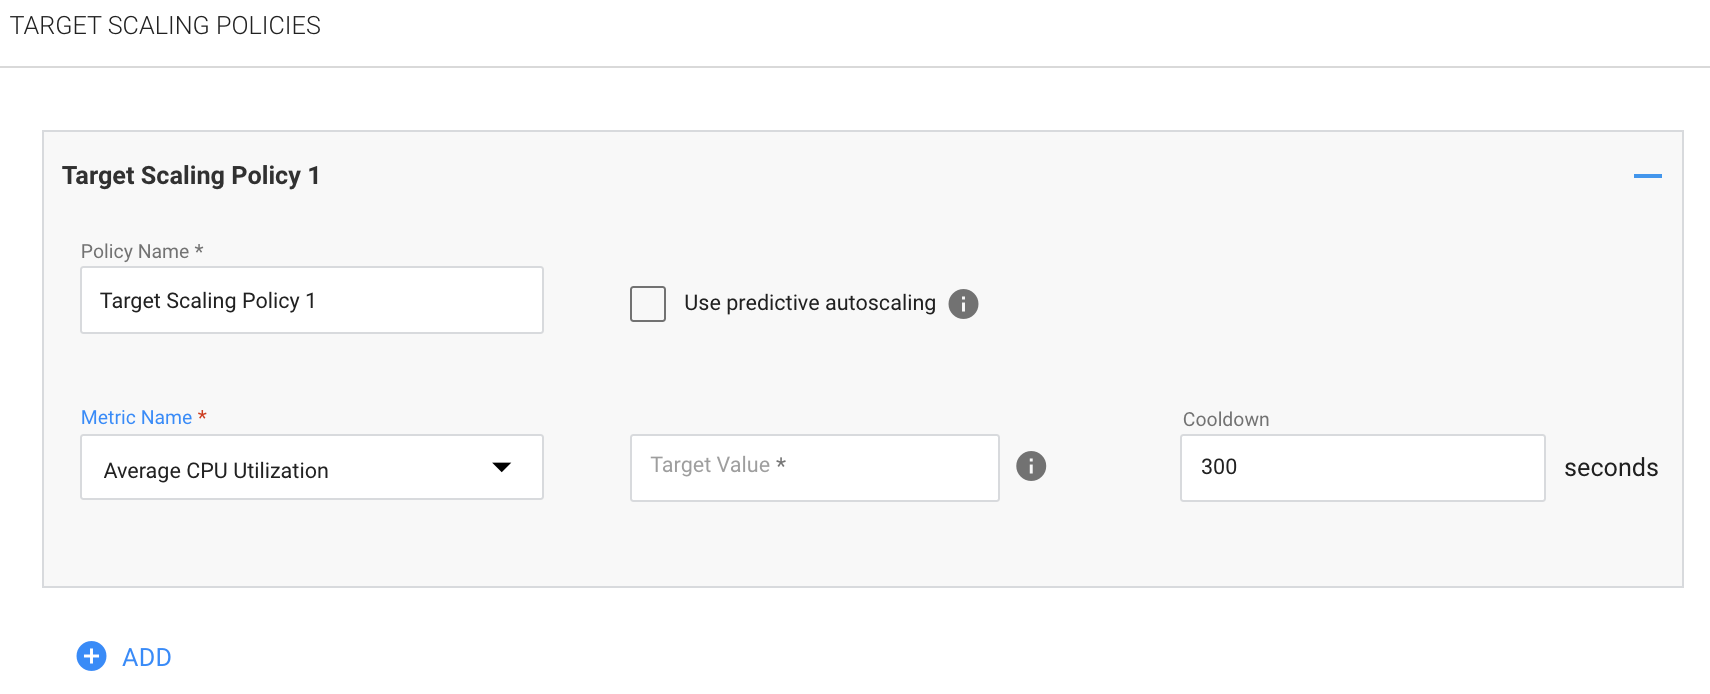 TARGET SCALING POLICIES
Target Scaling Policy 1
Policy Name *
Target Scaling Policy 1
Use predictive autoscaling
Metric Name *
Average CPU Utilization
Target Value *
Cooldown
300
seconds
ADD